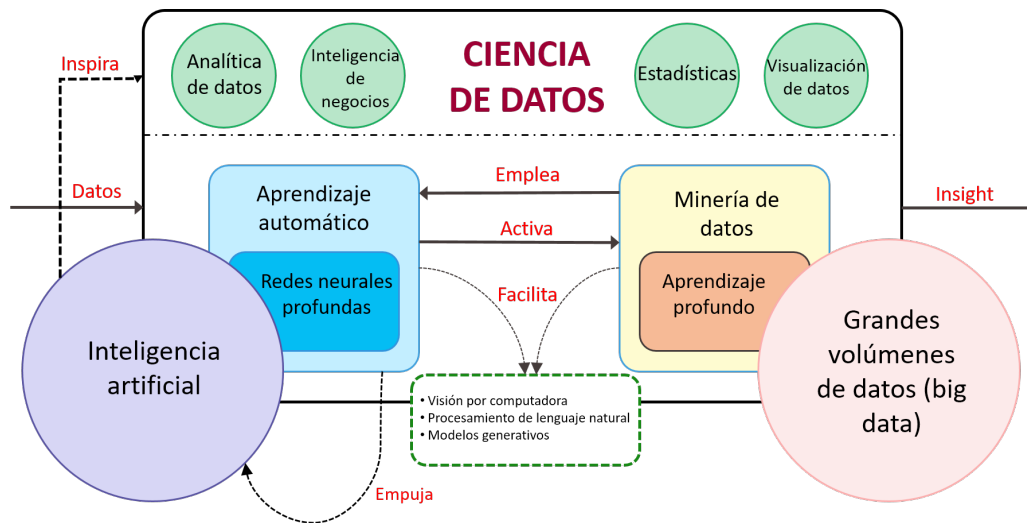 Inspira
Analítica
de datos
Inteligencia
de
negocios
CIENCIA
DE DATOS
Estadísticas
Visualización
de datos
Datos
Aprendizaje
automático
Emplea
Activa
Minería de
datos
Insight
Redes neurales
profundas
Facilita
Aprendizaje
profundo
Inteligencia
artificial
Grandes
volúmenes
de datos (big
data)
• Visión por computadora
• Procesamiento de lenguaje natural
• Modelos generativos
Empuja